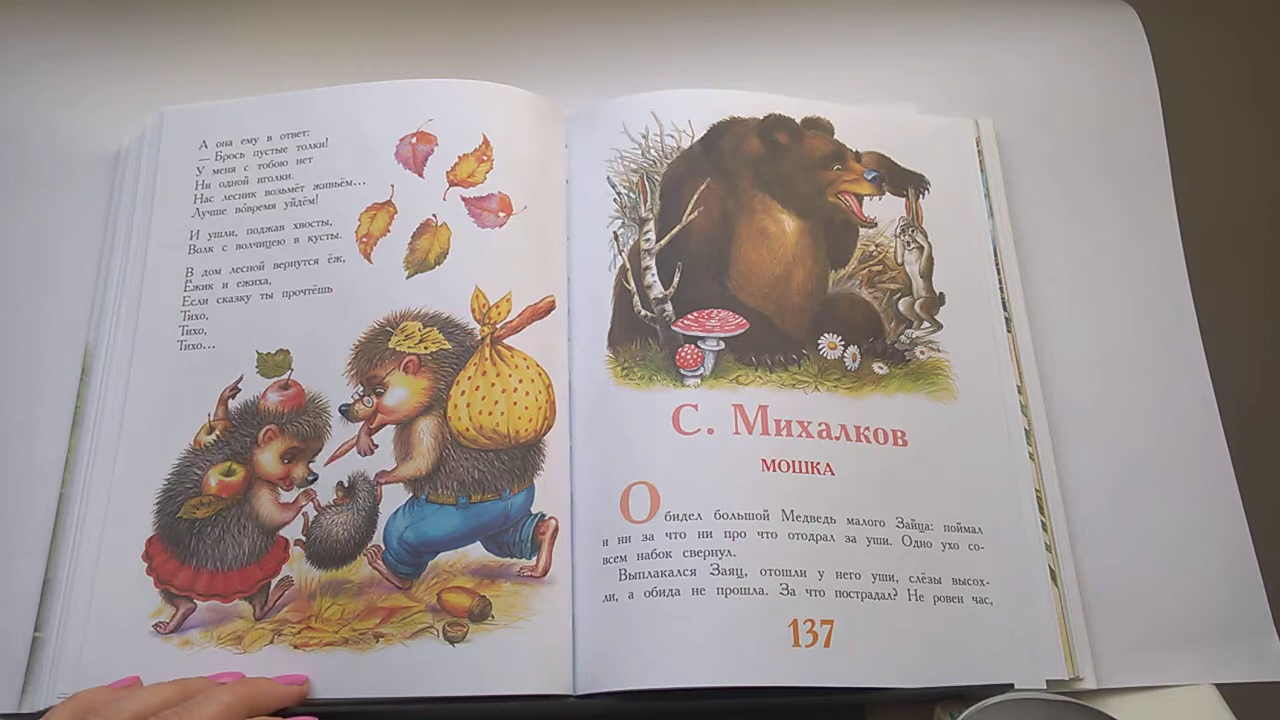 А она ему в ответ:
— Брось пустые толки!
У меня с тобою нет
Ни одной иголки.
Нас лесник возьмёт живьём...
Лучше во́время уйдём!
И ушли, поджав хвосты,
Волк с волчицею в кусты.
В дом лесной вернутся ёж,
Ёжик и ежиха,
Если сказку ты прочтёшь
Тихо,
Тихо,
Тихо...
С. Михалков
МОШКА
Обидел большой Медведь малого Зайца: поймал
и ни за что ни про что отодрал за уши. Одно ухо со-
всем набок свернул.
Выплакался Заяц, отошли у него уши, слёзы высох-
ли, а обида не прошла. За что пострадал? Не ровен час,
137